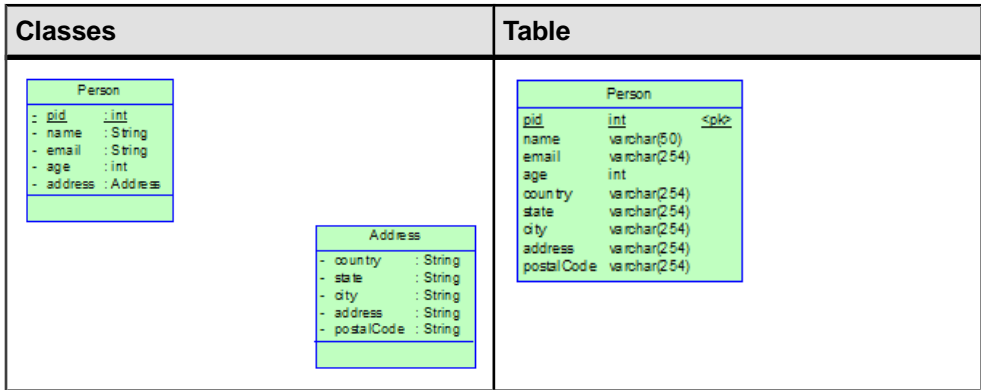 Classes
Table
Person
- pid : int
- name : String
- email : String
- age : int
- address : Address
Address
- country : String
- state : String
- city : String
- address : String
- postalCode : String
Person
pid int <pk>
name varchar(50)
email varchar(254)
age int
country varchar(254)
state varchar(254)
city varchar(254)
address varchar(254)
postalCode varchar(254)